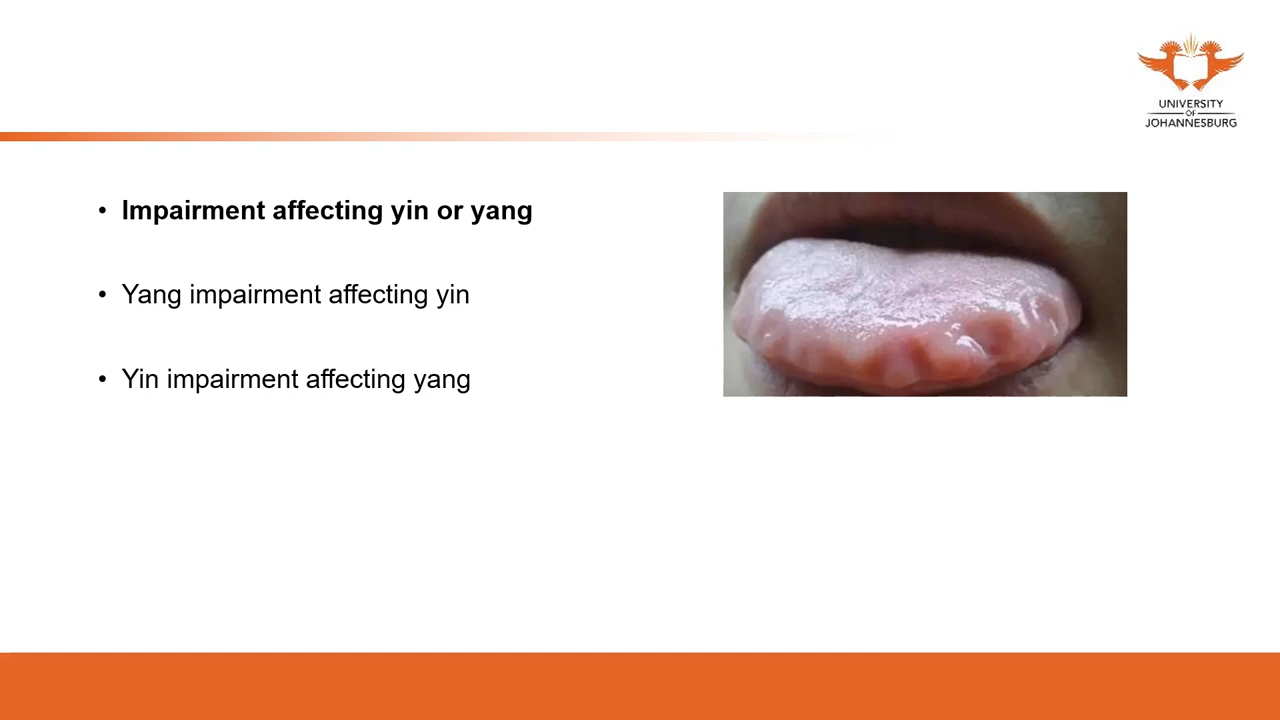 UNIVERSITY
OF
JOHANNESBURG
• Impairment affecting yin or yang
• Yang impairment affecting yin
• Yin impairment affecting yang